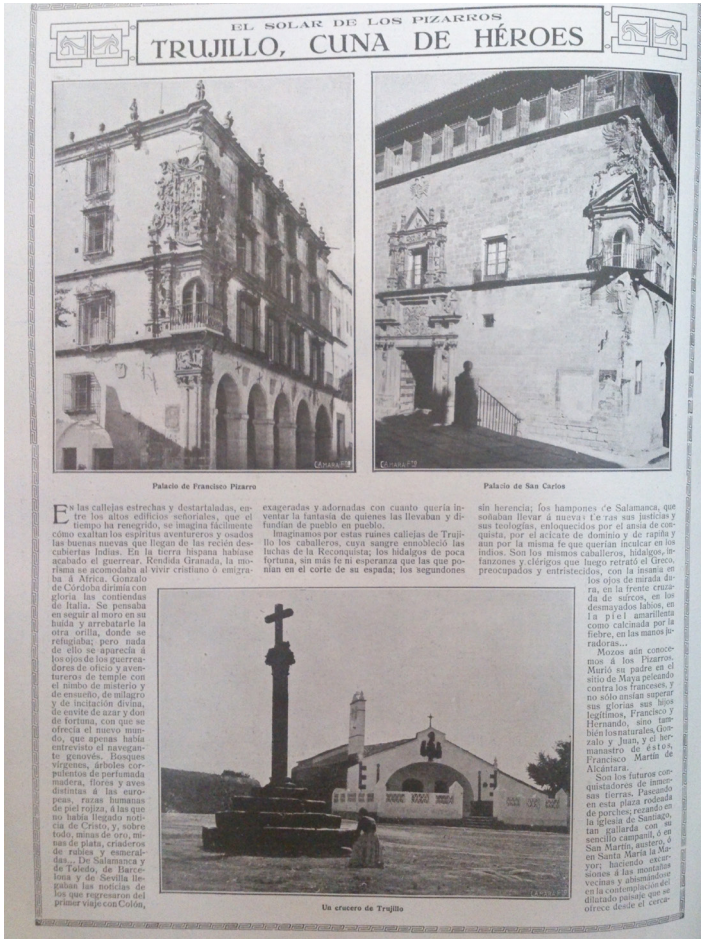 EL SOLAR DE LOS PIZARROS
TRUJILLO, CUNA DE HÉROES
CAMARAFO
CAMARAFO
Palacio de Francisco Pizarro
Palacio de San Carlos
En las callejas estrechas y destartaladas, en-
tre los altos edificios señoriales, que el
tiempo ha renegrido, se imagina fácilmente
cómo exaltan los espíritus aventureros y osados
las buenas nuevas que llegan de las recién des-
cubiertas Indias. En la tierra hispana habíase
acabado el guerrear. Rendida Granada, la mo-
risma se acomodaba al vivir cristiano ó emigra-
ba á Africa. Gonzalo
de Córdoba dirimía con
gloria las contiendas
de Italia. Se pensaba
en seguir al moro en su
huída y arrebatarle la
otra orilla, donde se
refugiaba; pero nada
de ello se aparecía á
los ojos de los guerrea-
dores de oficio y aven-
tureros de temple con
el nimbo de misterio y
de ensueño, de milagro
y de incitación divina,
de envite de azar y don
de fortuna, con que se
ofrecía el nuevo mun-
do, que apenas había
entrevisto el navegan-
te genovés. Bosques
vírgenes, árboles cor-
pulentos de perfumada
madera, flores y aves
distintas á las euro-
peas, razas humanas
de piel rojiza, á las que
no había llegado noti-
cia de Cristo, y, sobre
todo, minas de oro, mi-
nas de plata, criaderos
de rubíes y esmeral-
das... De Salamanca y
de Toledo, de Barce-
lona y de Sevilla lle-
gaban las noticias de
los que regresaron del
primer viaje con Colón,
exageradas y adornadas con cuanto quería in-
ventar la fantasía de quienes las llevaban y di-
fundían de pueblo en pueblo.
Imaginamos por estas ruines callejas de Truji-
llo los caballeros, cuya sangre ennobleció las
luchas de la Reconquista; los hidalgos de poca
fortuna, sin más fe ni esperanza que las que po-
nían en el corte de su espada; los segundones
sin herencia; los hampones de Salamanca, que
soñaban llevar á nuevas tierras sus justicias y
sus teologías, enloquecidos por el ansia de con-
quista, por el acicate de dominio y de rapiña y
aun por la misma fe que querían inculcar en los
indios. Son los mismos caballeros, hidalgos, in-
fanzones y clérigos que luego retrató el Greco,
preocupados y entristecidos, con la insania en
los ojos de mirada du-
ra, en la frente cruza-
da de surcos, en los
desmayados labios, en
la piel amarillenta
como calcinada por la
fiebre, en las manos ju-
radoras...
Mozos aún conoce-
mos á los Pizarros.
Murió su padre en el
sitio de Maya peleando
contra los franceses, y
no sólo ansían superar
sus glorias sus hijos
legítimos, Francisco y
Hernando, sino tam-
bién los naturales, Gon-
zalo y Juan, y el her-
manastro de éstos,
Francisco Martín de
Alcántara.
Son los futuros con-
quistadores de inmen-
sas tierras. Paseando
en esta plaza rodeada
de porches; rezando en
la iglesia de Santiago,
tan gallarda con su
sencillo campanil, ó en
San Martín, austero, ó
en Santa María la Ma-
yor; haciendo excur-
siones á las montañas
vecinas y abismándose
en la contemplación del
dilatado paisaje que se
ofrece desde el cerca-
Un crucero de Trujillo